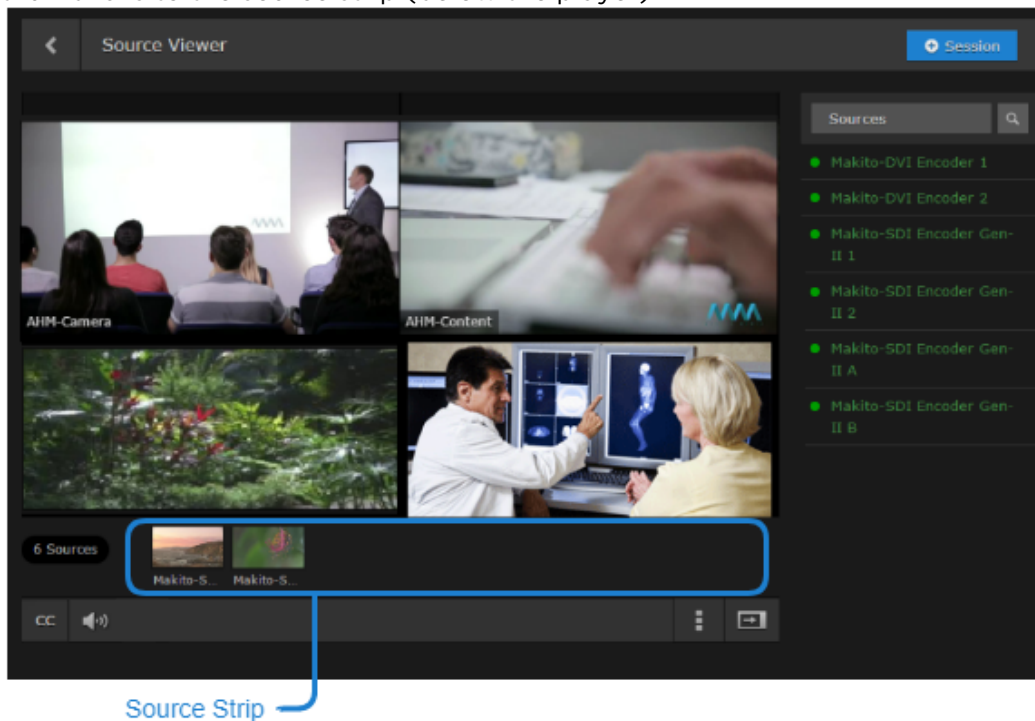 Source Viewer
Session
Sources
Makito-DVI Encoder 1
Makito-DVI Encoder 2
Makito-SDI Encoder Gen-
II 1
Makito-SDI Encoder Gen-
II 2
Makito-SDI Encoder Gen-
II A
Makito-SDI Encoder Gen-
II B
AHM-Camera
AHM-Content
6 Sources
Makito-S...
Makito-S...
CC
Source Strip